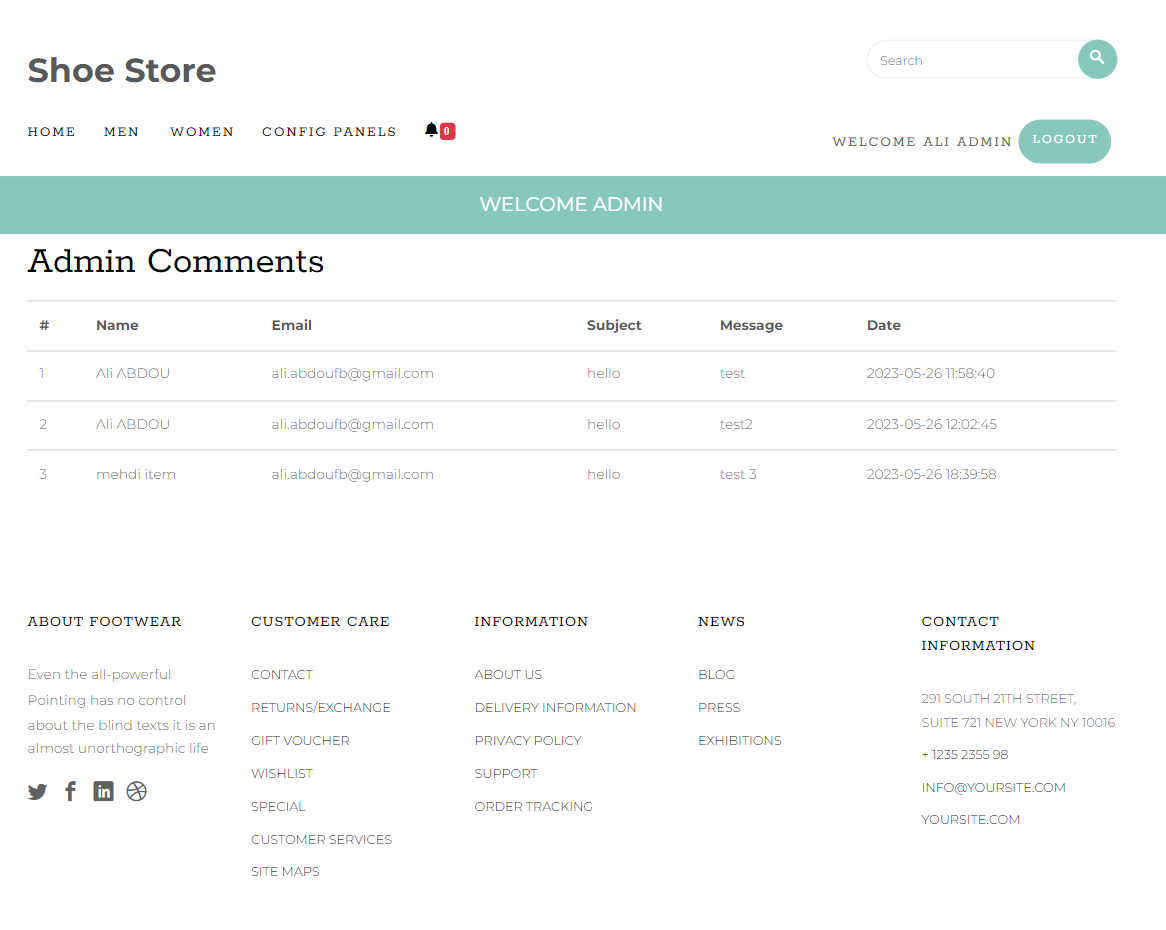 Shoe Store
Search
HOME MEN WOMEN CONFIG PANELS 0
WELCOME ALI ADMIN LOGOUT
WELCOME ADMIN
Admin Comments
# Name Email Subject Message Date
1 Ali ABDOU ali.abdoufb@gmail.com hello test 2023-05-26 11:58:40
2 Ali ABDOU ali.abdoufb@gmail.com hello test2 2023-05-26 12:02:45
3 mehdi item ali.abdoufb@gmail.com hello test 3 2023-05-26 18:39:58
ABOUT FOOTWEAR
Even the all-powerful
Pointing has no control
about the blind texts it is an
almost unorthographic life
CUSTOMER CARE
CONTACT
RETURNS/EXCHANGE
GIFT VOUCHER
WISHLIST
SPECIAL
CUSTOMER SERVICES
SITE MAPS
INFORMATION
ABOUT US
DELIVERY INFORMATION
PRIVACY POLICY
SUPPORT
ORDER TRACKING
NEWS
BLOG
PRESS
EXHIBITIONS
CONTACT
INFORMATION
291 SOUTH 21TH STREET,
SUITE 721 NEW YORK NY 10016
+ 1235 2355 98
INFO@YOURSITE.COM
YOURSITE.COM